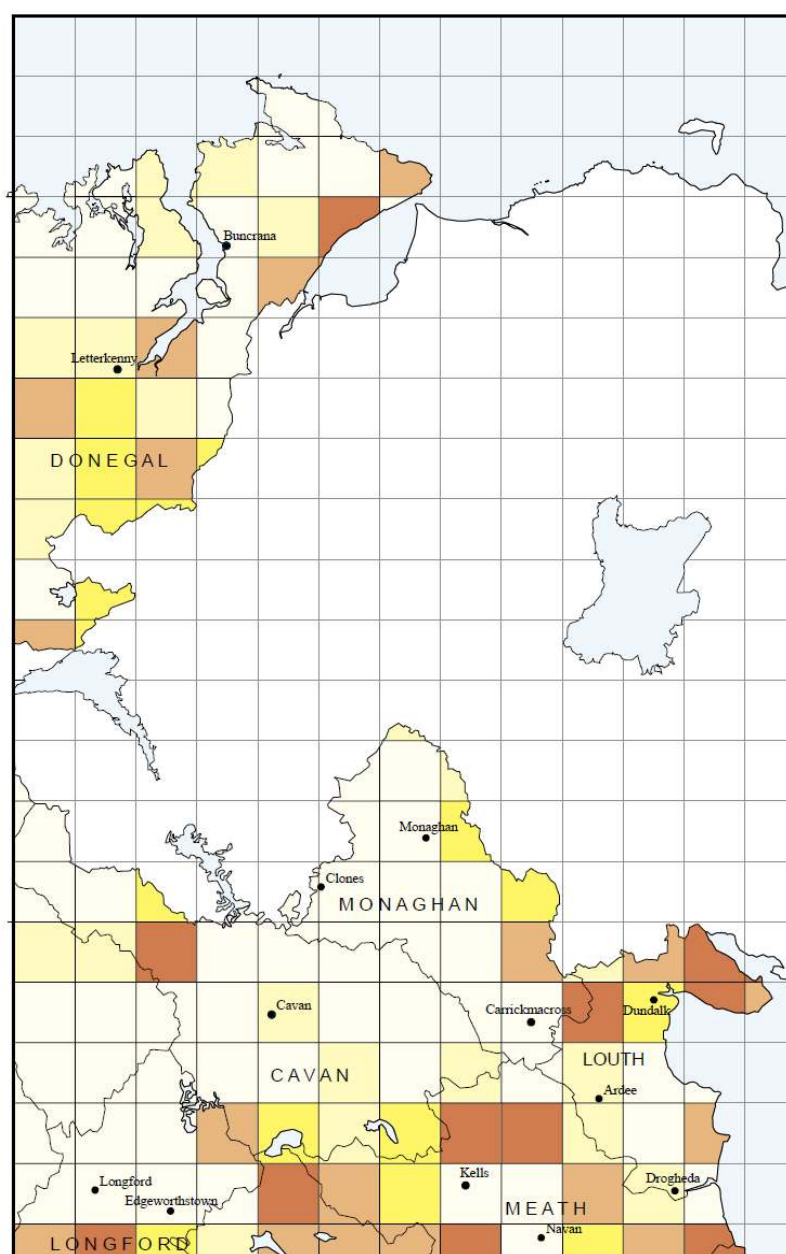 Buncrana
Letterkenny
DONEGAL
Monaghan
Clones
MONAGHAN
Cavan
Carrickmacross
Dundalk
LOUTH
CAVAN
Ardee
Longford
Kells
Drogheda
Edgeworthstown
MEATH
Navan
LONGFORD